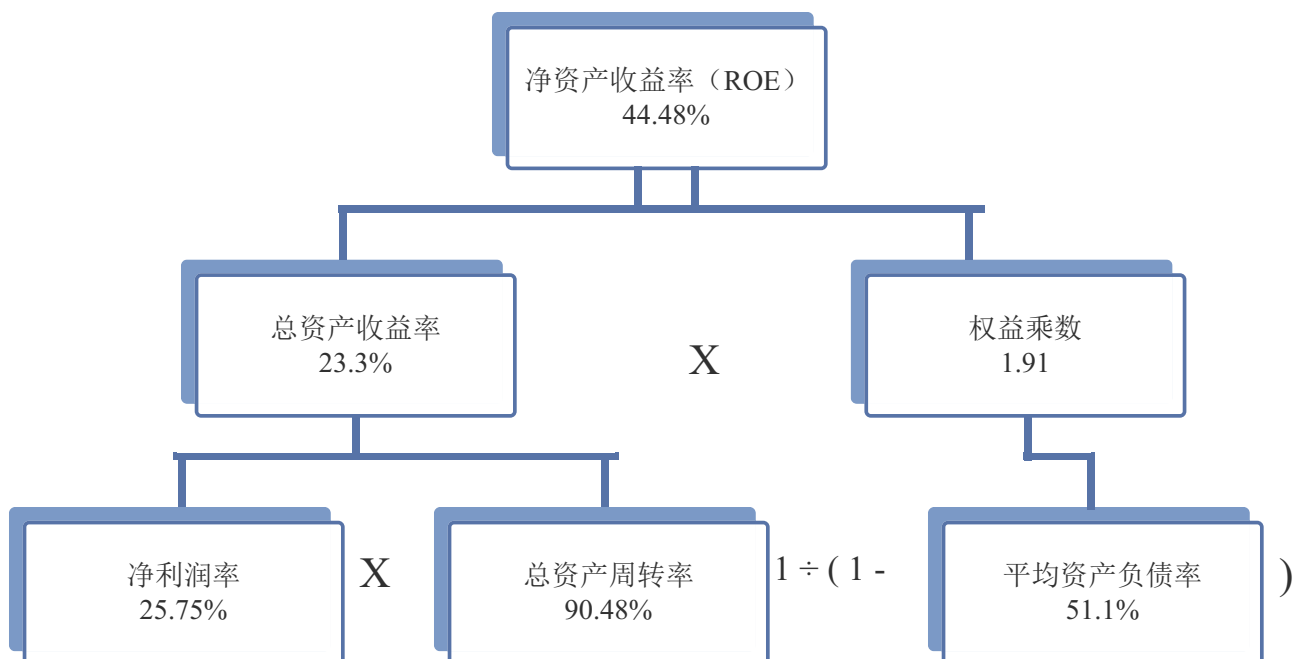 净资产收益率（ROE）
44.48%
总资产收益率
23.3%
X
权益乘数
1.91
净利润率
25.75%
X
总资产周转率
90.48%
1 ÷ ( 1 -
平均资产负债率
51.1%
)